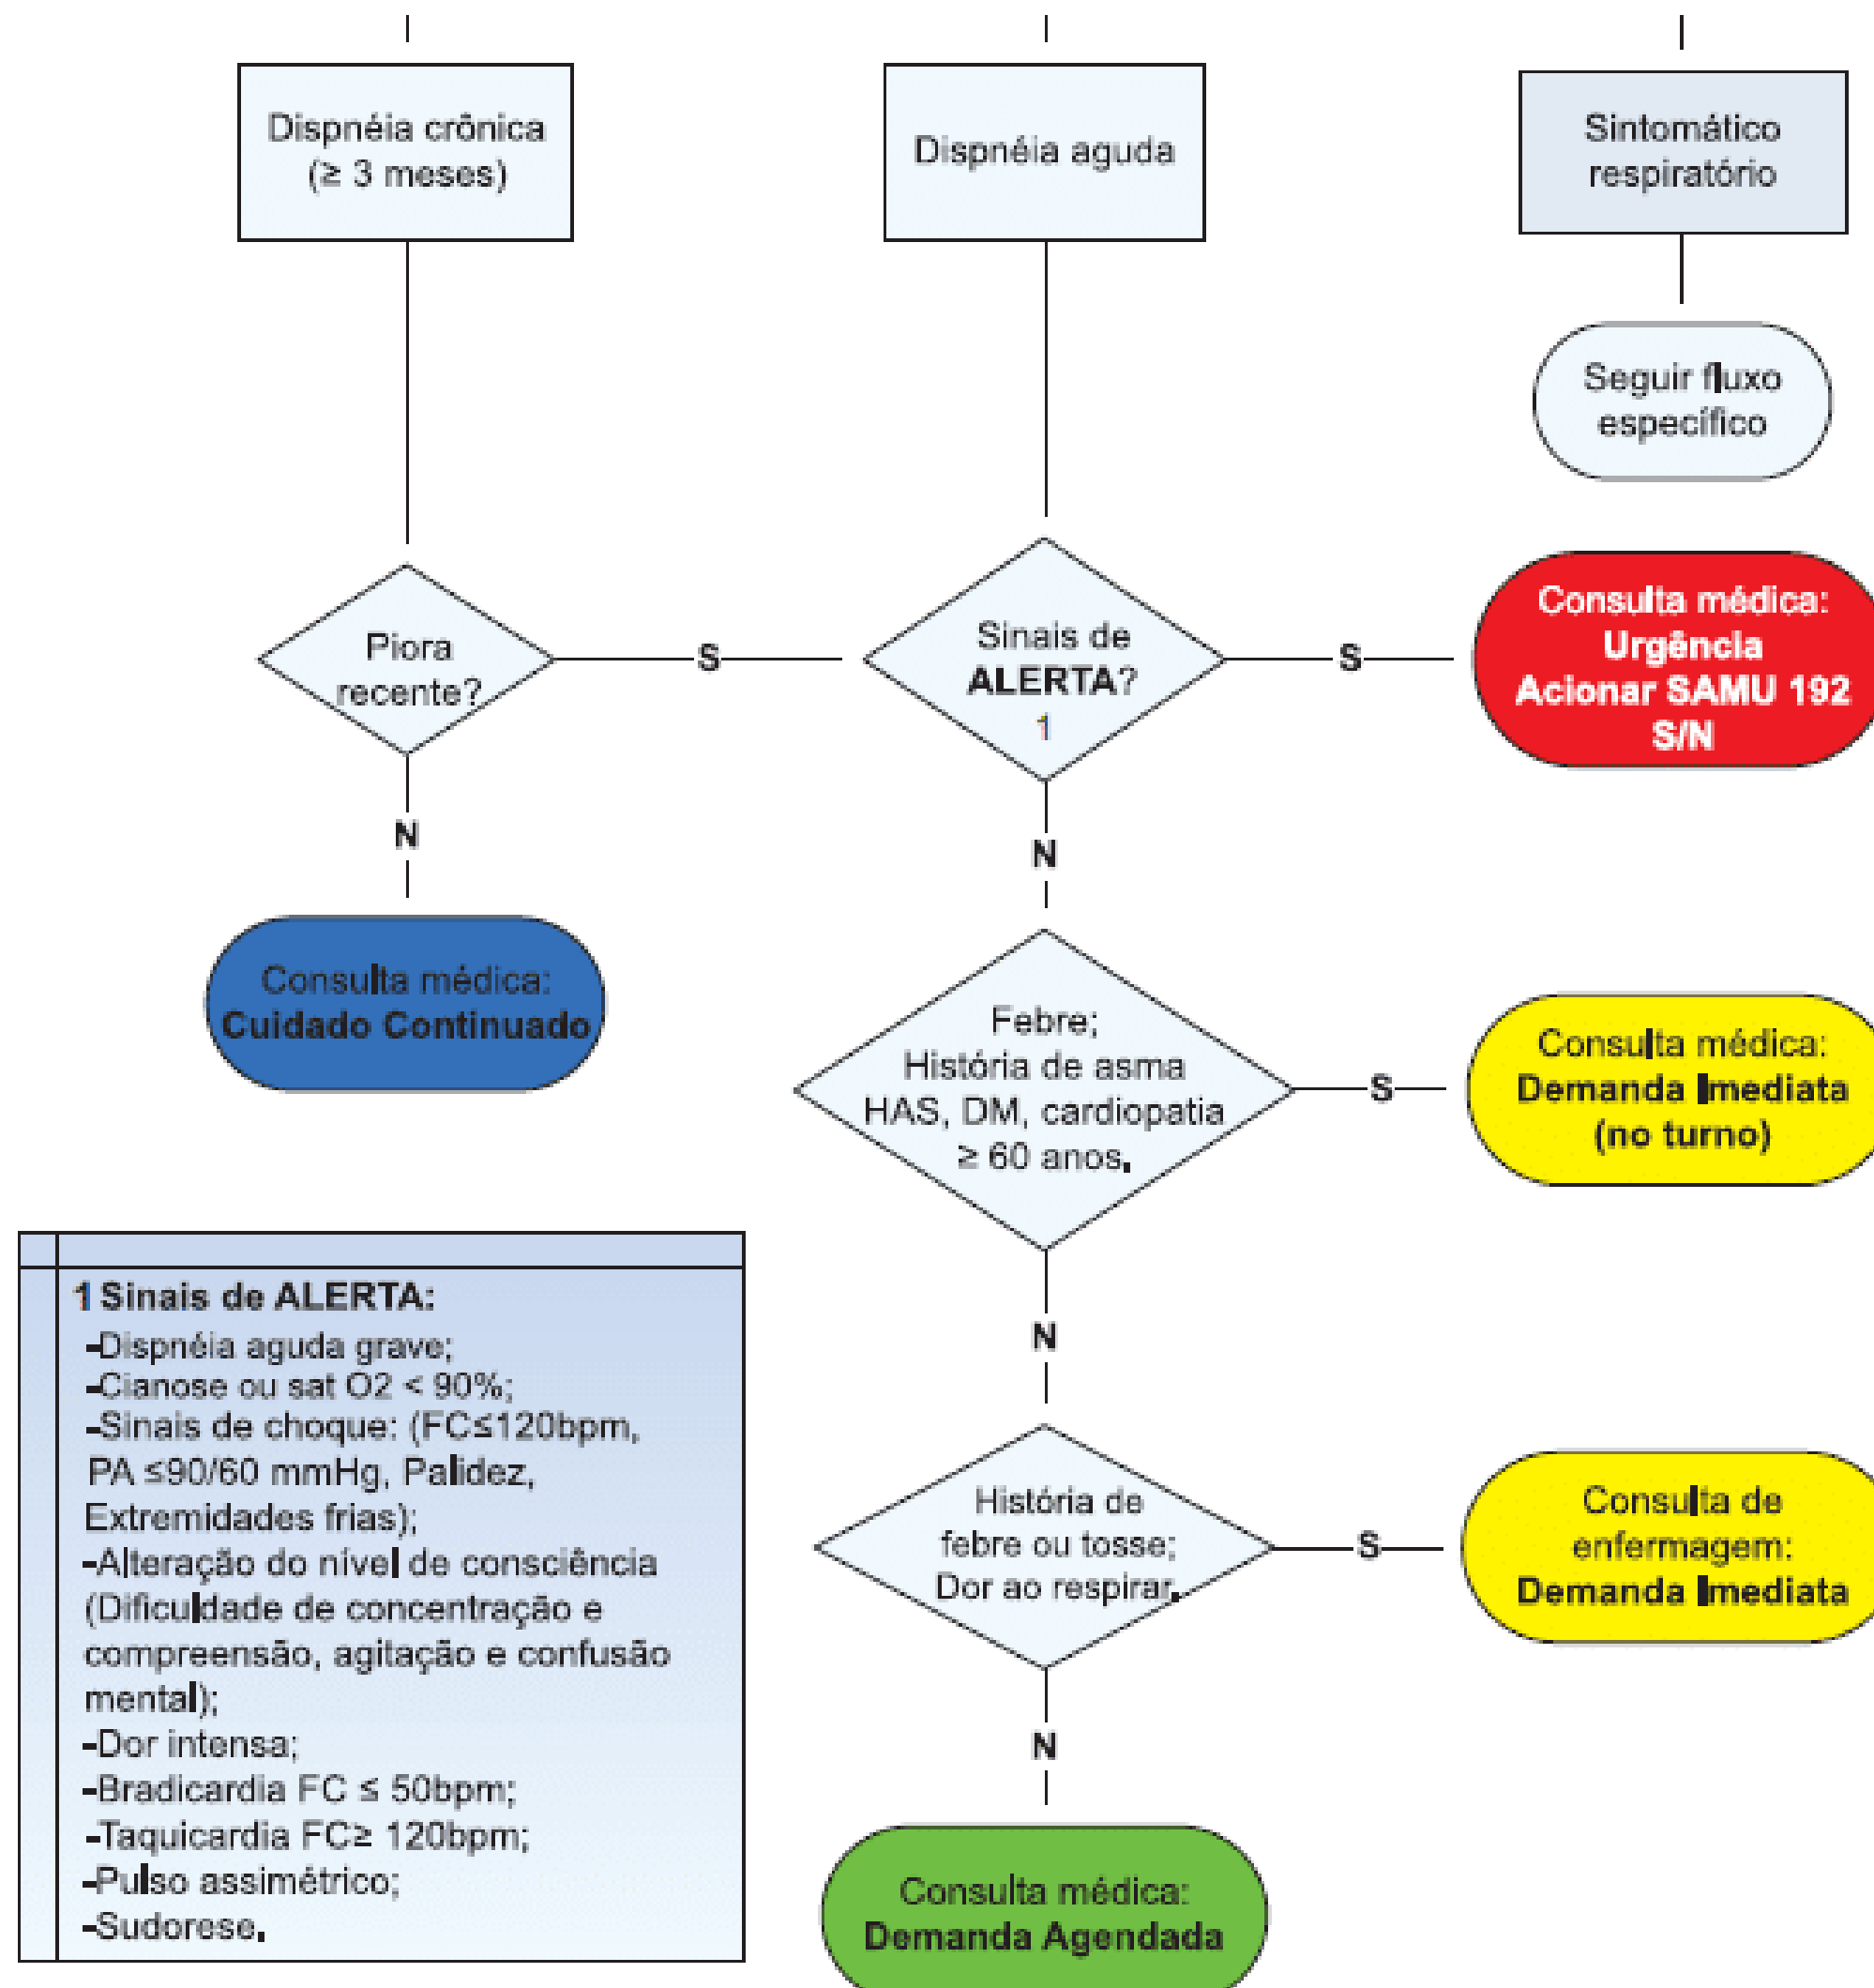 Dispnéia crônica
(≥ 3 meses)
Dispnéia aguda
Sintomático
respiratório
Seguir fluxo
específico
Piora
recente?
S
Sinais de
ALERTA?
1
S
Consulta médica:
Urgência
Acionar SAMU 192
S/N
N
N
Consulta médica:
Cuidado Continuado
Febre;
História de asma
HAS, DM, cardiopatia
≥ 60 anos.
S
Consulta médica:
Demanda Imediata
(no turno)
N
História de
febre ou tosse;
Dor ao respirar.
S
Consulta de
enfermagem:
Demanda Imediata
N
Consulta médica:
Demanda Agendada
1 Sinais de ALERTA:
-Dispnéia aguda grave;
-Cianose ou sat O2 < 90%;
-Sinais de choque: (FC≤120bpm,
PA ≤90/60 mmHg, Palidez,
Extremidades frias);
-Alteração do nível de consciência
(Dificuldade de concentração e
compreensão, agitação e confusão
mental);
-Dor intensa;
-Bradicardia FC ≤ 50bpm;
-Taquicardia FC≥ 120bpm;
-Pulso assimétrico;
-Sudorese.